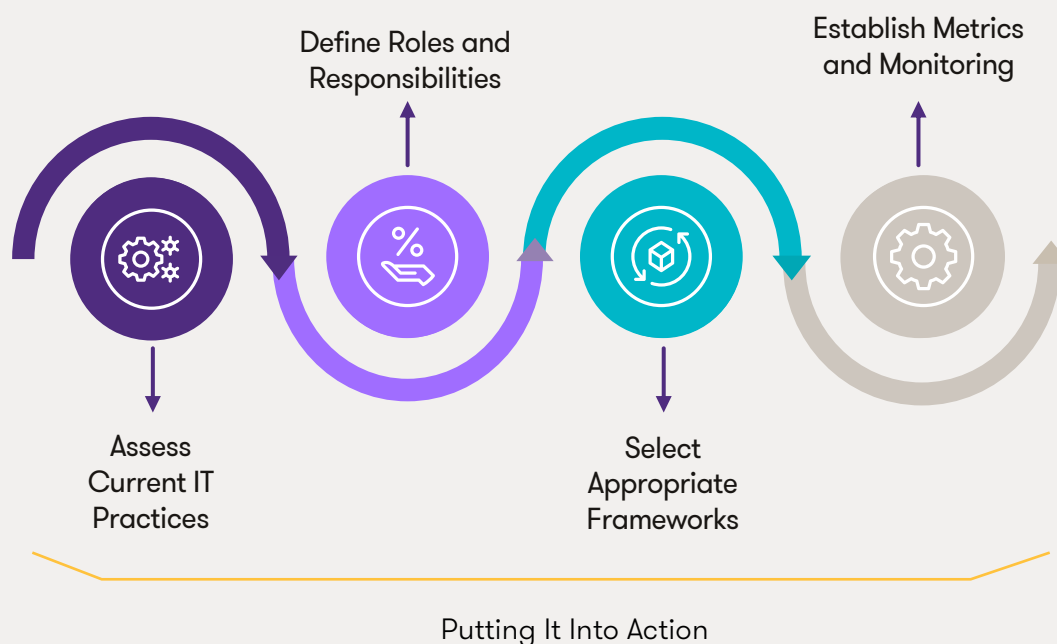 Define Roles and
Responsibilities
Establish Metrics
and Monitoring
Assess
Current IT
Practices
Select
Appropriate
Frameworks
Putting It Into Action